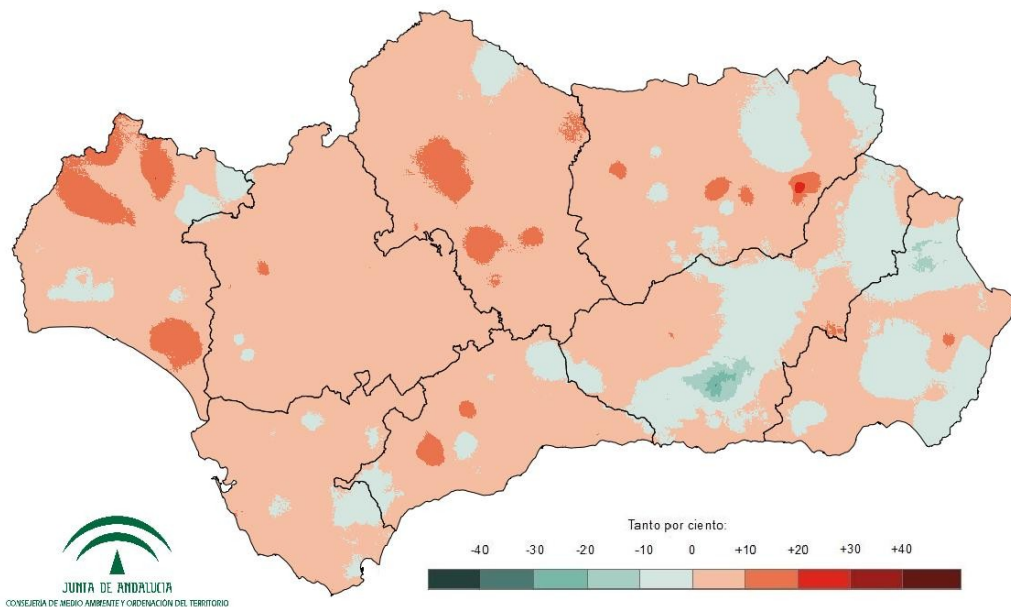 Tanto por ciento:
-40 -30 -20 -10 0 +10 +20 +30 +40
JUNTA DE ANDALUCIA
CONSEJERÍA DE MEDIO AMBIENTE Y ORDENACIÓN DEL TERRITORIO